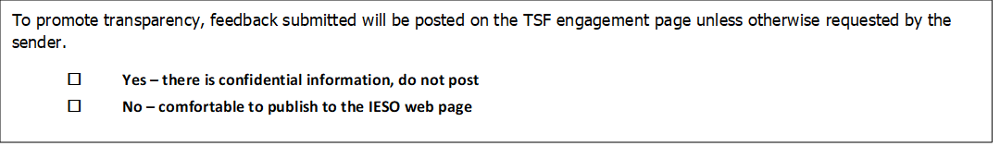 To promote transparency, feedback submitted will be posted on the TSF engagement page unless otherwise requested by the
sender.
☐ Yes – there is confidential information, do not post
☐ No – comfortable to publish to the IESO web page